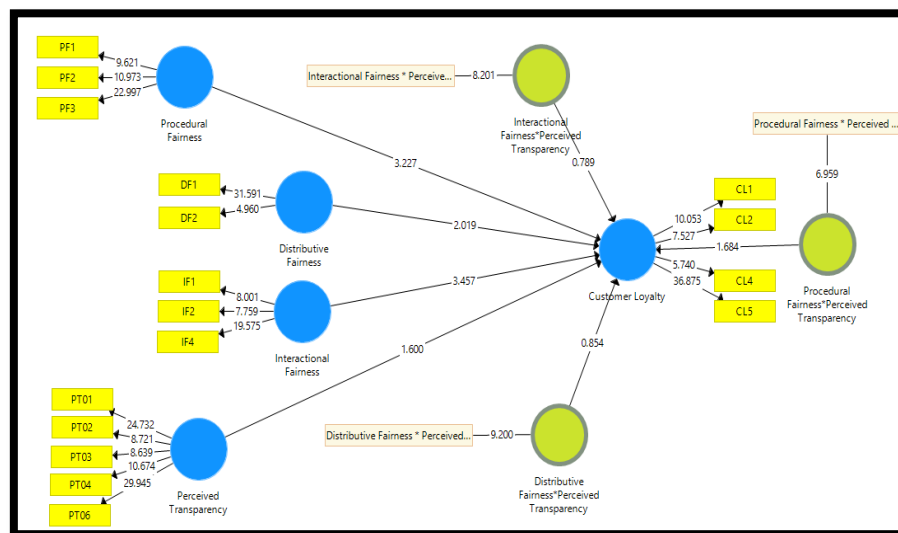 PF1
9.621
PF2
10.973
PF3
22.997
Procedural
Fairness
Interactional Fairness * Perceive...
8.201
Interactional
Fairness*Perceived
Transparency
Procedural Fairness * Perceived ...
6.959
0.789
3.227
DF1
31.591
DF2
4.960
Distributive
Fairness
2.019
CL1
10.053
CL2
7.527
1.684
5.740
CL4
36.875
CL5
Customer Loyalty
Procedural
Fairness*Perceived
Transparency
IF1
8.001
IF2
7.759
IF4
19.575
Interactional
Fairness
3.457
1.600
0.854
PT01
24.732
PT02
8.721
PT03
8.639
PT04
10.674
29.945
PT06
Perceived
Transparency
Distributive Fairness * Perceived...
9.200
Distributive
Fairness*Perceived
Transparency